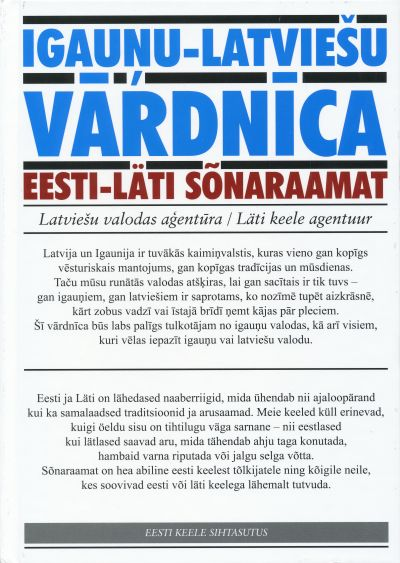 IGAUŅU-LATVIEŠU
VĀŖDNĪCA
EESTI-LÄTI SÕNARAAMAT
Latviešu valodas aģentūra / Läti keele agentuur
Latvija un Igaunija ir tuvākās kaimiņvalstis, kuras vieno gan kopīgs
vēsturiskais mantojums, gan kopīgas tradīcijas un mūsdienas.
Taču mūsu runātās valodas atšķiras, lai gan sacītais ir tik tuvs –
gan igauņiem, gan latviešiem ir saprotams, ko nozīmē tupēt aizkrāsnē,
kārt zobus vadzī vai īstajā brīdī ņemt kājas pār pleciem.
Šī vārdnīca būs labs palīgs tulkotājam no igauņu valodas, kā arī visiem,
kuri vēlas iepazīt igauņu vai latviešu valodu.
Eesti ja Läti on lähedased naaberriigid, mida ühendab nii ajaloopärand
kui ka samalaadsed traditsioonid ja arusaamad. Meie keeled küll erinevad,
kuigi öeldu sisu on tihtilugu väga sarnane – nii eestlased
kui lätlased saavad aru, mida tähendab ahju taga konutada,
hambaid varna riputada või jalgu selga võtta.
Sõnaraamat on hea abiline eesti keelest tõlkijatele ning kõigile neile,
kes soovivad eesti või läti keelega lähemalt tutvuda.
EESTI KEELE SIHTASUTUS